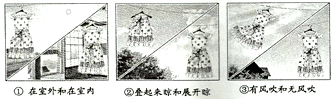 ① 在室外和在室内
② 叠起来晾和展开晾
③ 有风吹和无风吹